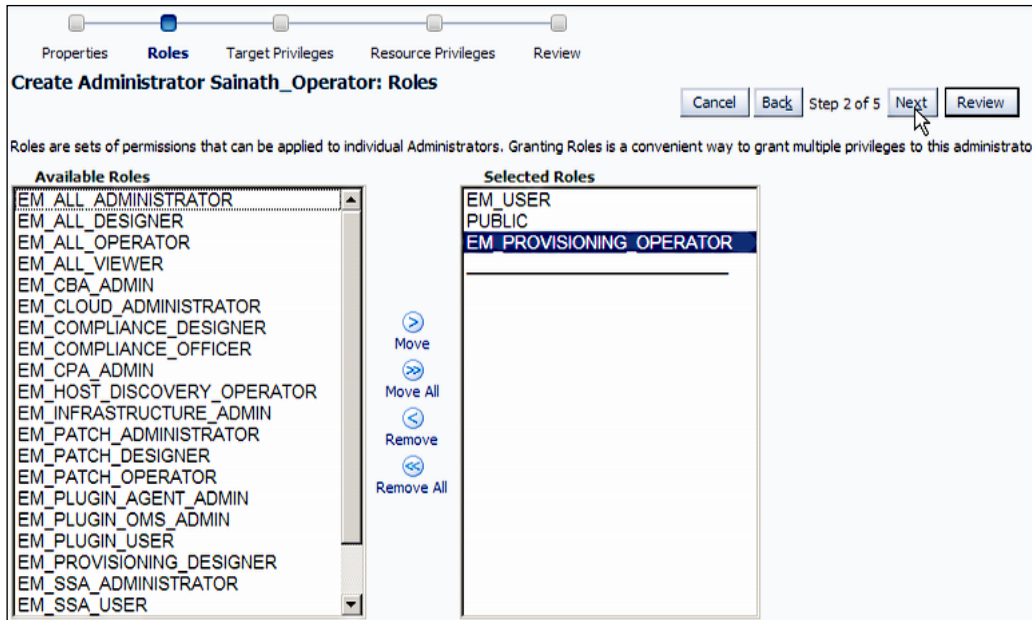 Properties Roles Target Privileges Resource Privileges Review
Create Administrator Sainath_Operator: Roles
Cancel Back Step 2 of 5 Next Review
Roles are sets of permissions that can be applied to individual Administrators. Granting Roles is a convenient way to grant multiple privileges to this administrato
Available Roles
EM_ALL_ADMINISTRATOR
EM_ALL_DESIGNER
EM_ALL_OPERATOR
EM_ALL_VIEWER
EM_CBA_ADMIN
EM_CLOUD_ADMINISTRATOR
EM_COMPLIANCE_DESIGNER
EM_COMPLIANCE_OFFICER
EM_CPA_ADMIN
EM_HOST_DISCOVERY_OPERATOR
EM_INFRASTRUCTURE_ADMIN
EM_PATCH_ADMINISTRATOR
EM_PATCH_DESIGNER
EM_PATCH_OPERATOR
EM_PLUGIN_AGENT_ADMIN
EM_PLUGIN_OMS_ADMIN
EM_PLUGIN_USER
EM_PROVISIONING_DESIGNER
EM_SSA_ADMINISTRATOR
EM_SSA_USER
Move
Move All
Remove
Remove All
Selected Roles
EM_USER
PUBLIC
EM_PROVISIONING_OPERATOR